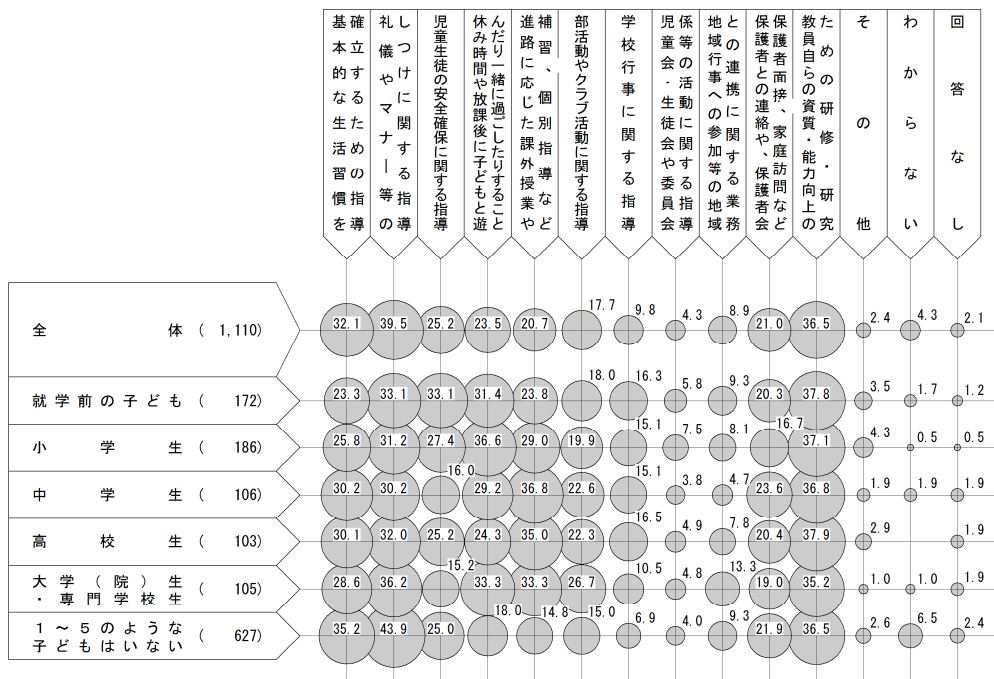 基本的な生活習慣を
確立するための指導
礼儀やマナー等の
しつけに関する指導
児童生徒の安全確保に関する指導
休み時間や放課後に子どもと遊
んだり一緒に過ごしたりすること
進路に応じた課外授業や
補習、個別指導など
部活動やクラブ活動に関する指導
学校行事に関する指導
児童会・生徒会や委員会
係等の活動に関する指導
地域行事への参加等の地域
との連携に関する業務
保護者との連絡や、保護者会
保護者面接、家庭訪問など
教員自らの資質・能力向上の
ための研修・研究
その他
わからない
回答なし
全体 ( 1,110) 32.1 39.5 25.2 23.5 20.7 17.7 9.8 4.3 8.9 21.0 36.5 2.4 4.3 2.1
就学前の子ども ( 172) 23.3 33.1 33.1 31.4 23.8 18.0 16.3 5.8 9.3 20.3 37.8 3.5 1.7 1.2
小学生 ( 186) 25.8 31.2 27.4 36.6 29.0 19.9 15.1 7.5 8.1 16.7 37.1 4.3 0.5 0.5
中学生 ( 106) 30.2 30.2 16.0 29.2 36.8 22.6 15.1 3.8 4.7 23.6 36.8 1.9 1.9 1.9
高校生 ( 103) 30.1 32.0 25.2 24.3 35.0 22.3 16.5 4.9 7.8 20.4 37.9 2.9 1.9
大学（院）生
・専門学校生 ( 105) 28.6 36.2 15.2 33.3 33.3 26.7 10.5 4.8 13.3 19.0 35.2 1.0 1.0 1.9
１～５のような
子どもはいない ( 627) 35.2 43.9 25.0 18.0 14.8 15.0 6.9 4.0 9.3 21.9 36.5 2.6 6.5 2.4